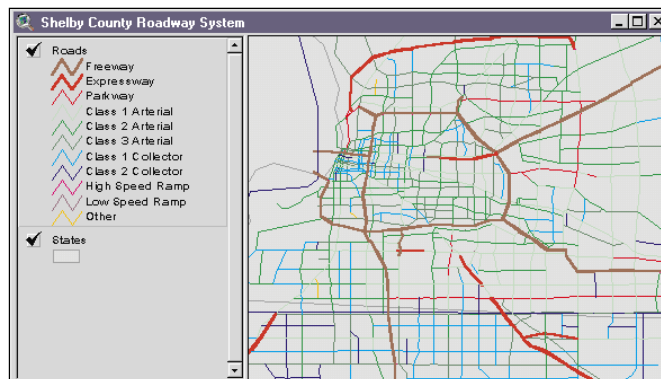 Shelby County Roadway System
Roads
Freeway
Expressway
Parkway
Class 1 Arterial
Class 2 Arterial
Class 3 Arterial
Class 1 Collector
Class 2 Collector
High Speed Ramp
Low Speed Ramp
Other
States